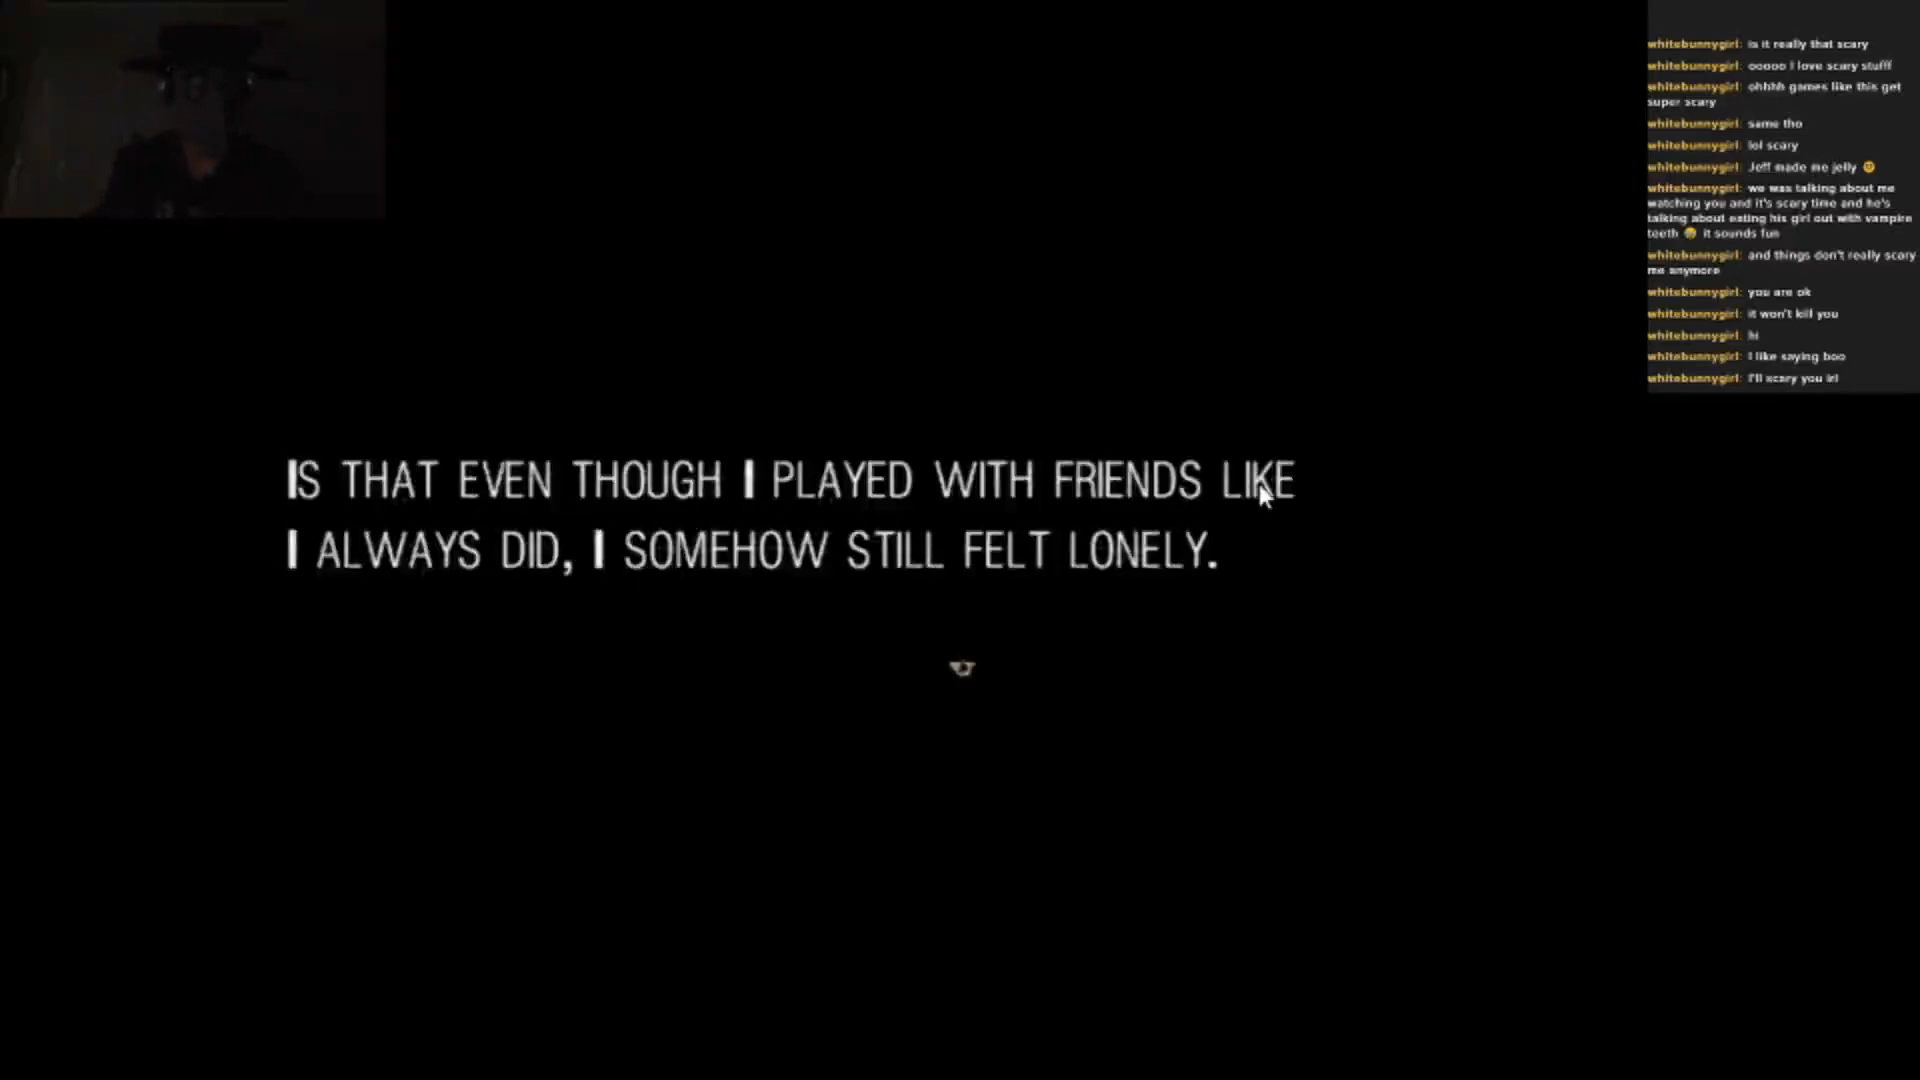 whitebunnygirl: is it really that scary
whitebunnygirl: ooooo I love scary stufff
whitebunnygirl: ohhhh games like this get
super scary
whitebunnygirl: same tho
whitebunnygirl: lol scary
whitebunnygirl: Jeff made me jelly
whitebunnygirl: we was talking about me
watching you and it's scary time and he's
talking about eating his girl out with vampire
teeth 😂 it sounds fun
whitebunnygirl: and things don't really scary
me anymore
whitebunnygirl: you are ok
whitebunnygirl: it won't kill you
whitebunnygirl: hi
whitebunnygirl: I like saying boo
whitebunnygirl: I'll scary you irl
IS THAT EVEN THOUGH I PLAYED WITH FRIENDS LIKE
I ALWAYS DID, I SOMEHOW STILL FELT LONELY.